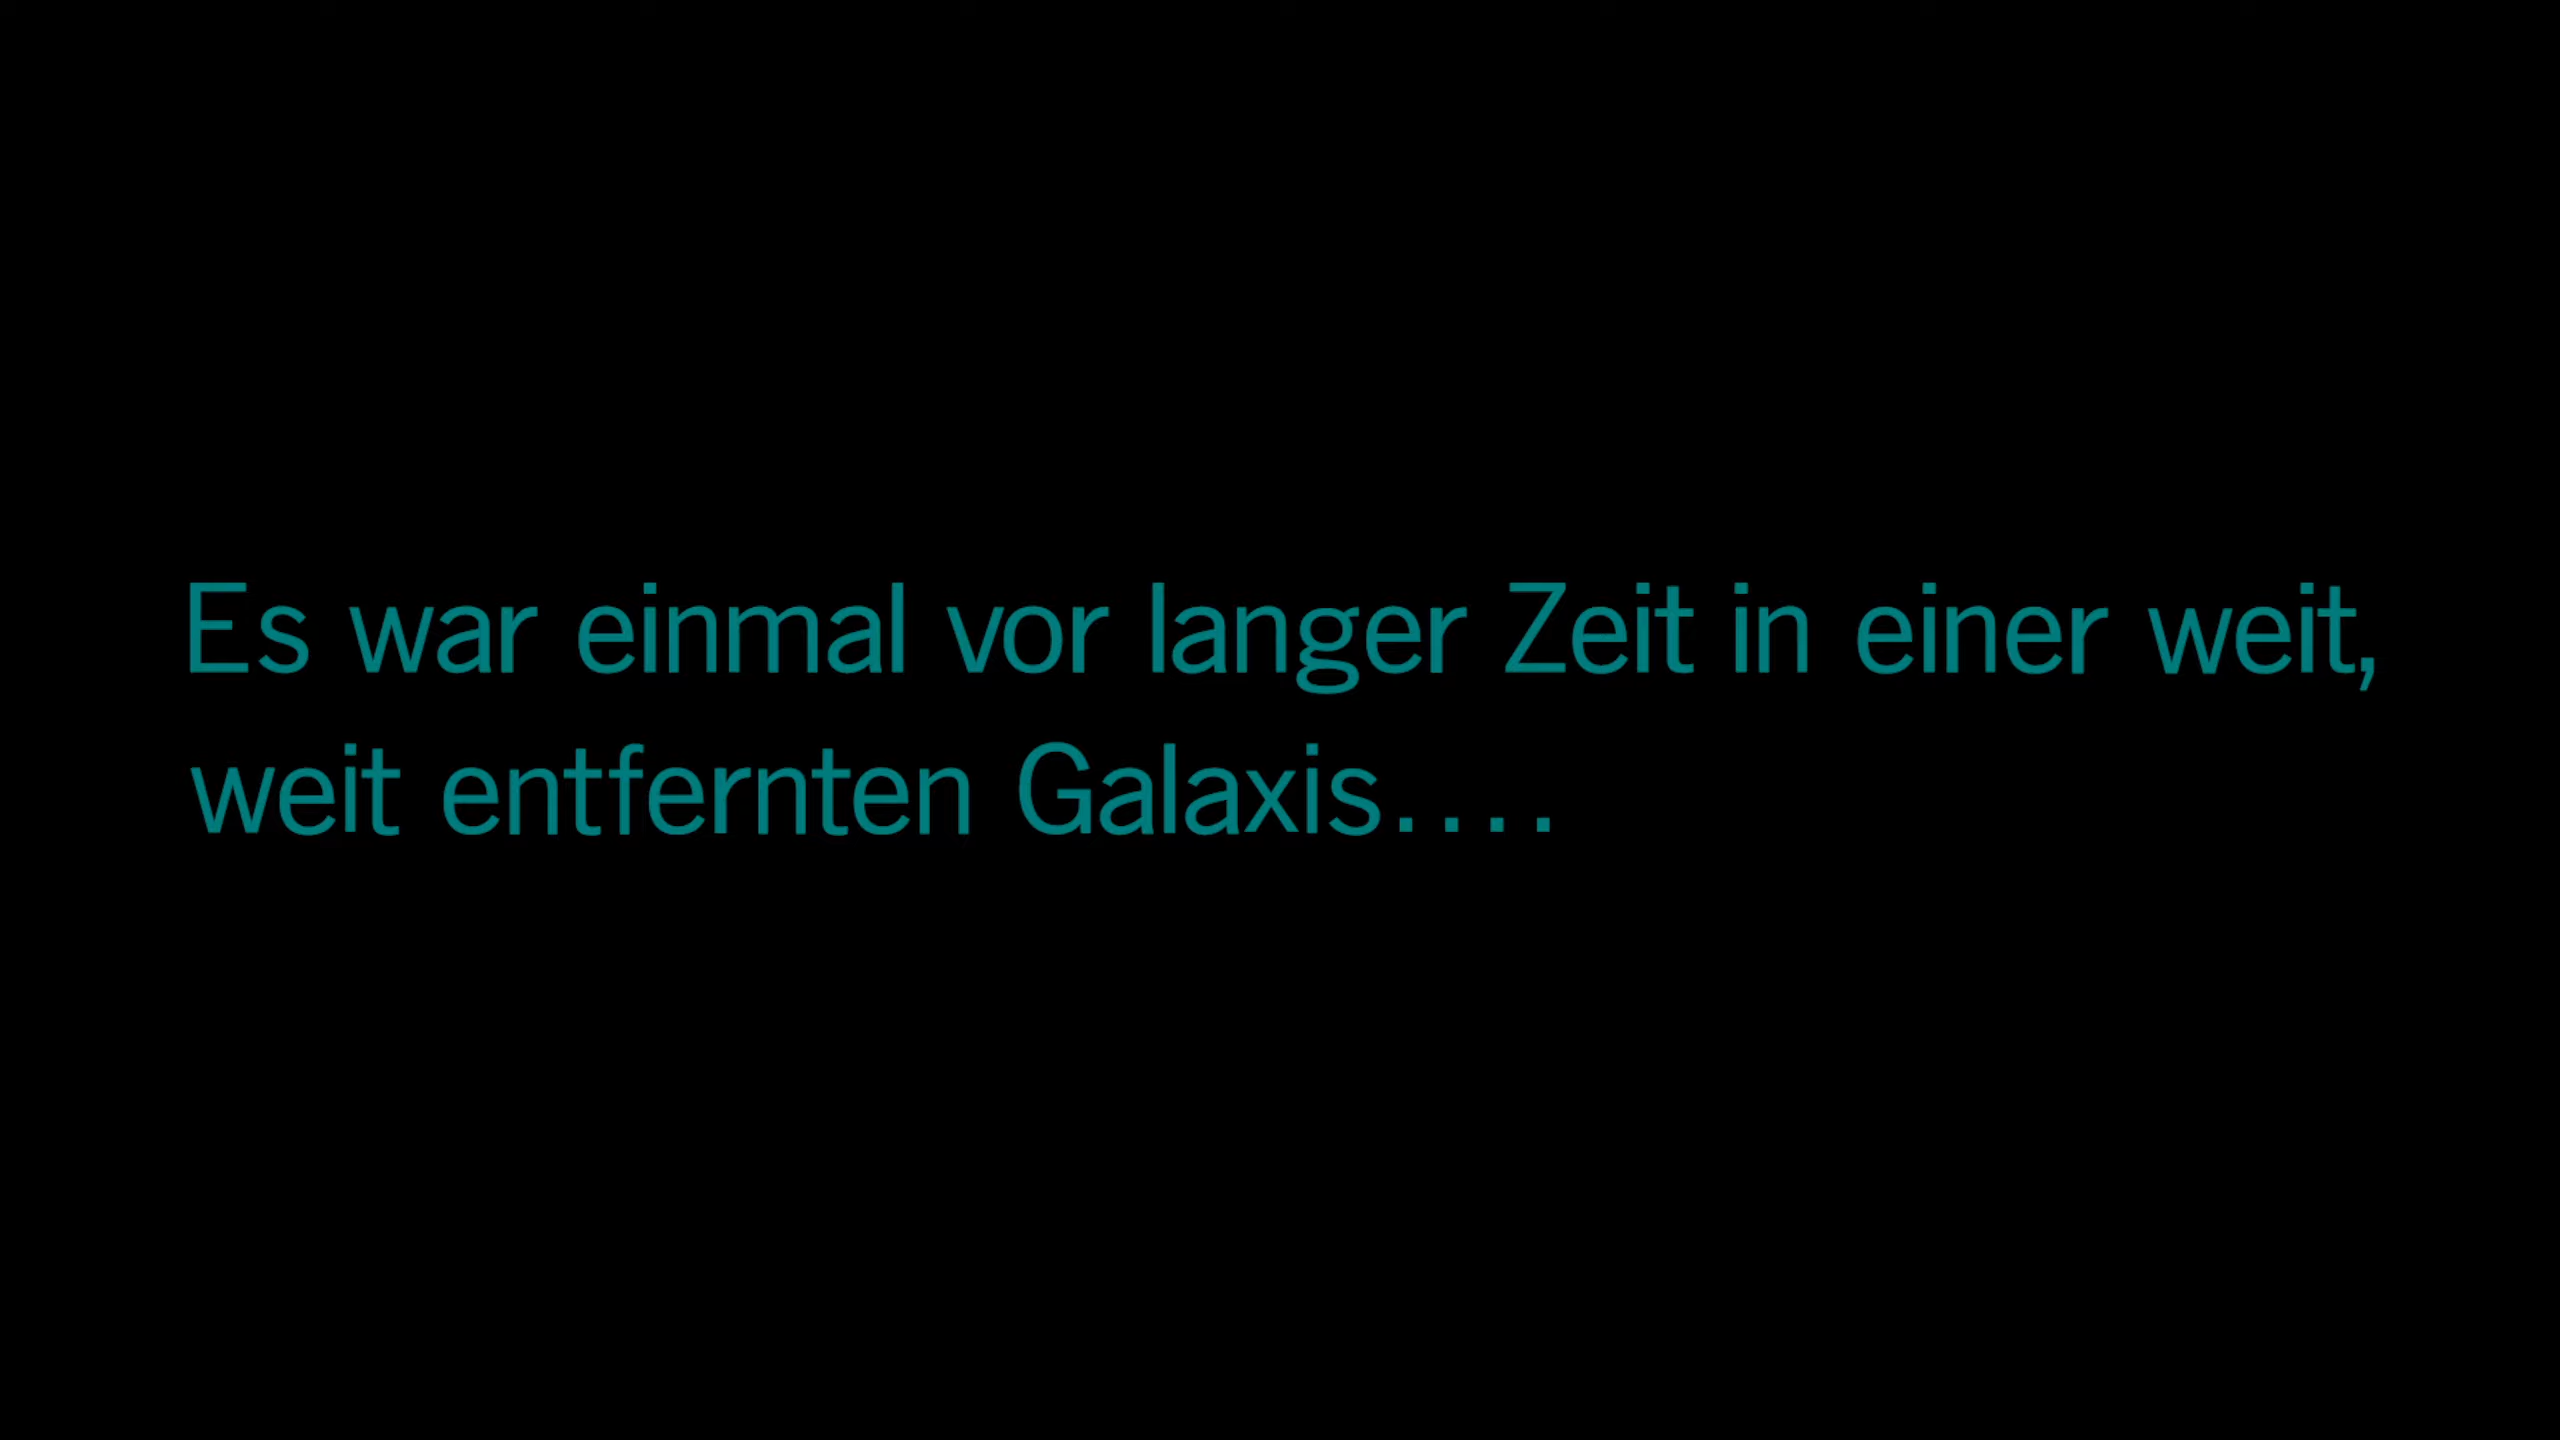 Es war einmal vor langer Zeit in einer weit,
weit entfernten Galaxis....